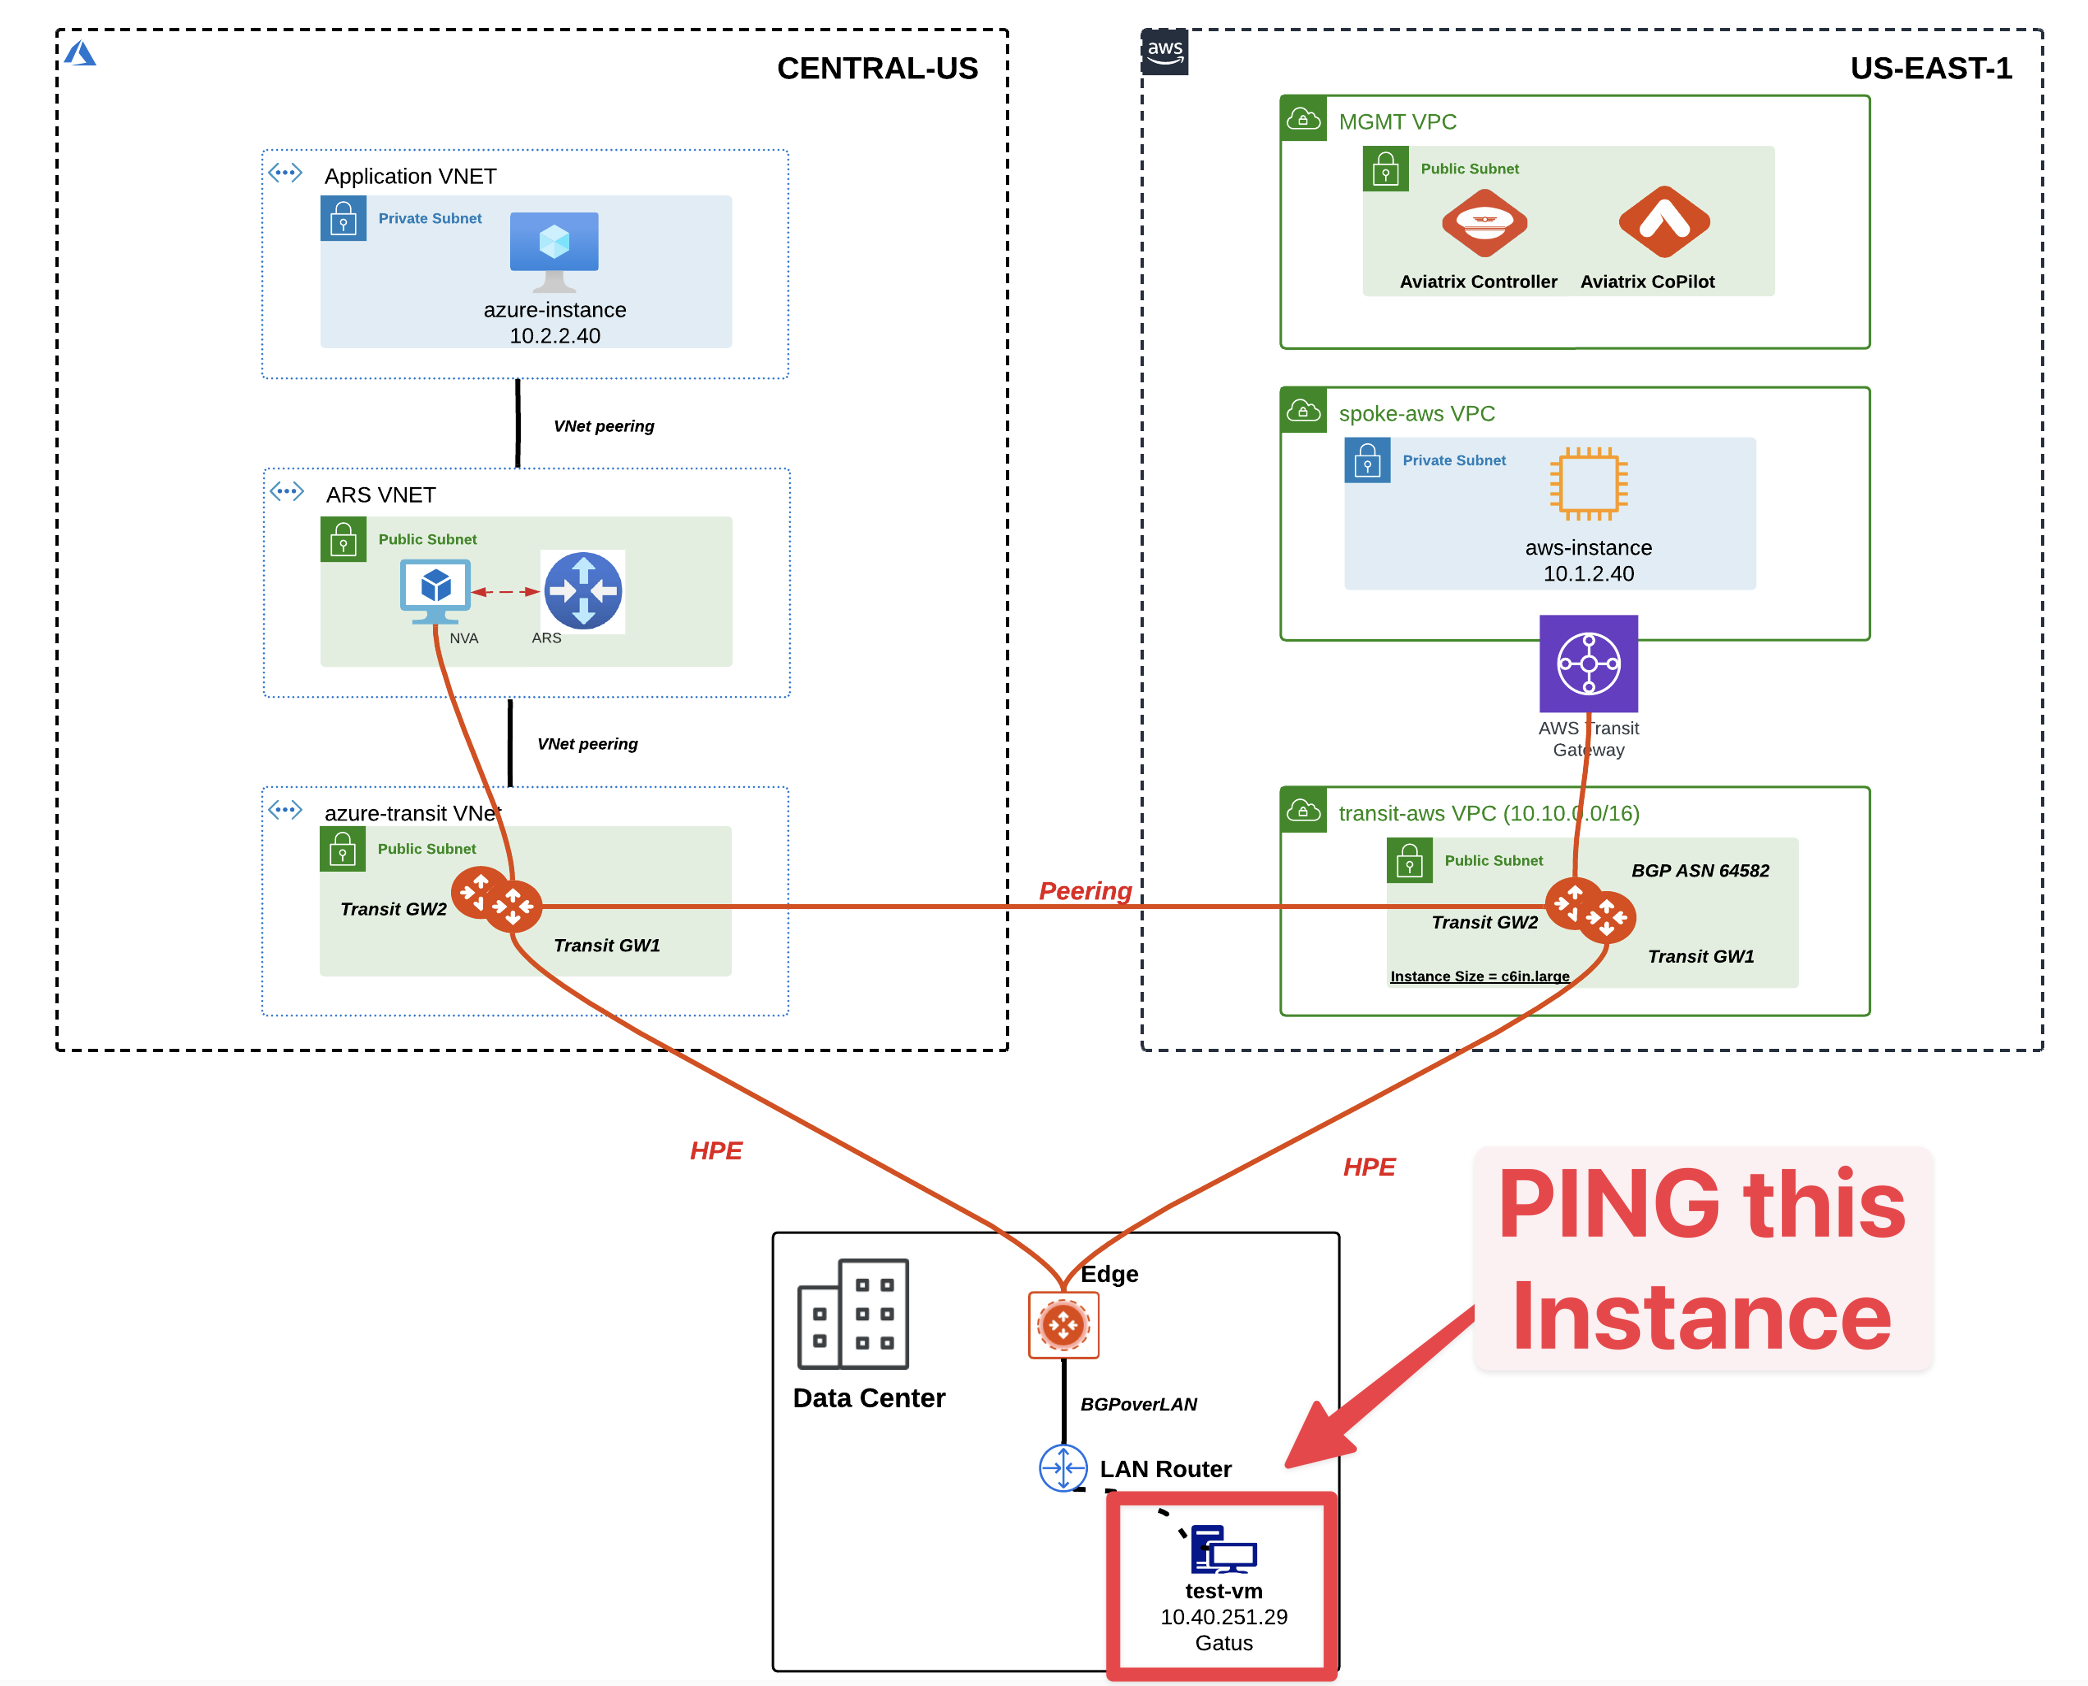 CENTRAL-US
Application VNET
Private Subnet
azure-instance
10.2.2.40
VNet peering
ARS VNET
Public Subnet
NVA
ARS
VNet peering
azure-transit VNet
Public Subnet
Transit GW2
Transit GW1
Peering
aws
US-EAST-1
MGMT VPC
Public Subnet
Aviatrix Controller
Aviatrix CoPilot
spoke-aws VPC
Private Subnet
aws-instance
10.1.2.40
AWS Transit
Gateway
transit-aws VPC (10.10.0.0/16)
Public Subnet
BGP ASN 64582
Transit GW2
Transit GW1
Instance Size = c6in.large
HPE
HPE
PING this
Instance
Edge
Data Center
BGPoverLAN
LAN Router
test-vm
10.40.251.29
Gatus